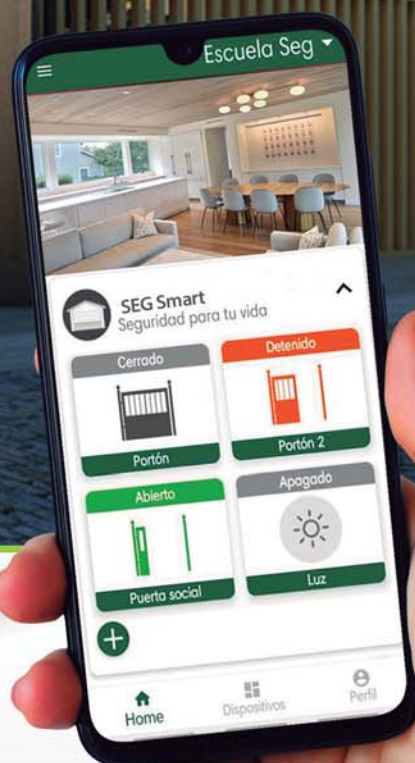 Escuela Seg
SEG Smart
Seguridad para tu vida
Cerrado
Portón
Detenido
Portón 2
Abierto
Puerta social
Apagado
Luz
Home
Dispositivos
Perfil